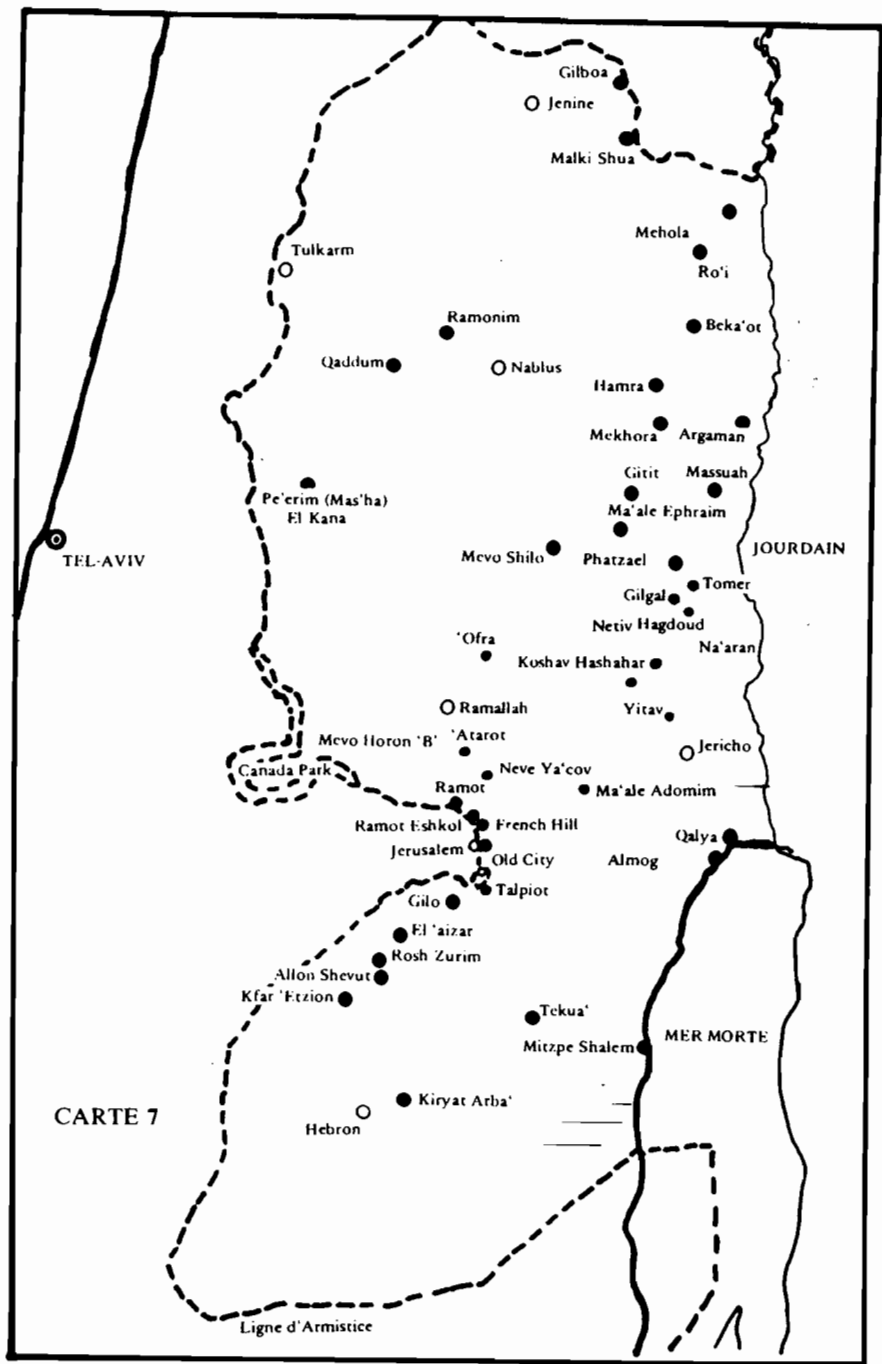 Gilboa
Jenine
Malki Shua
Mehola
Ro'i
Tulkarm
Ramonim
Beka'ot
Qaddum
Nablus
Hamra
Mekhora
Argaman
Gitit
Massuah
Pe'erim (Mas'ha)
El Kana
Ma'ale Ephraim
TEL-AVIV
Mevo Shilo
Phatzael
JOURDAIN
Tomer
Gilgal
Netiv Hagdoud
'Ofra
Na'aran
Koshav Hashahar
Ramallah
Yitav
Mevo Horon 'B'
'Atarot
Jericho
Canada Park
Neve Ya'cov
Ramot
Ma'ale Adomim
Ramot Eshkol
French Hill
Qalya
Jerusalem
Old City
Almog
Talpiot
Gilo
El 'aizar
Rosh Zurim
Allon Shevut
Kfar 'Etzion
Tekua'
Mitzpe Shalem
MER MORTE
Kiryat Arba'
CARTE 7
Hebron
Ligne d'Armistice